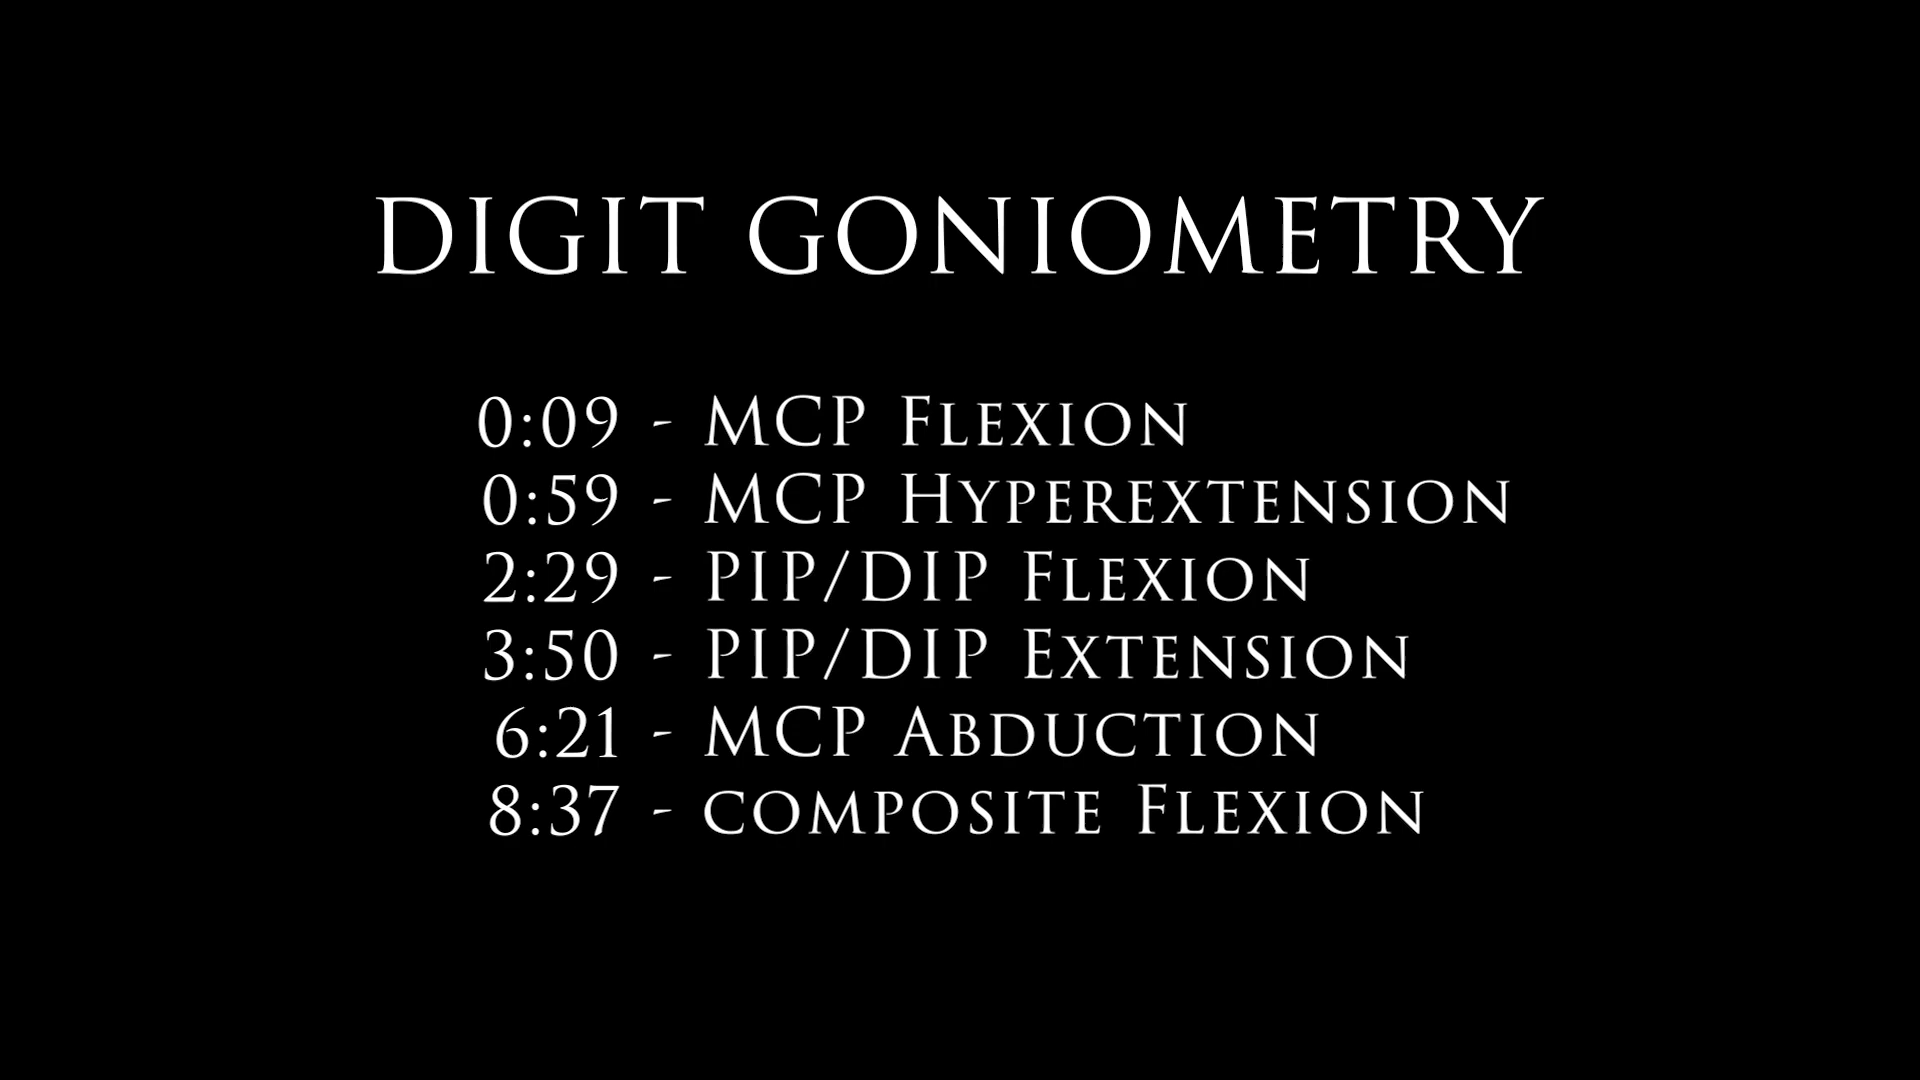 DIGIT GONIOMETRY
0:09 - MCP Flexion
0:59 - MCP Hyperextension
2:29 - PIP/DIP Flexion
3:50 - PIP/DIP Extension
6:21 - MCP Abduction
8:37 - composite Flexion